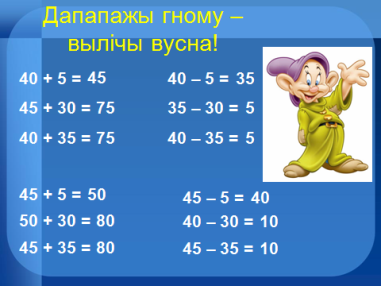 Дапапажы гному –
вылічы вусна!
40 + 5 = 45
45 + 30 = 75
40 + 35 = 75
40 – 5 = 35
35 – 30 = 5
40 – 35 = 5
45 + 5 = 50
50 + 30 = 80
45 + 35 = 80
45 – 5 = 40
40 – 30 = 10
45 – 35 = 10